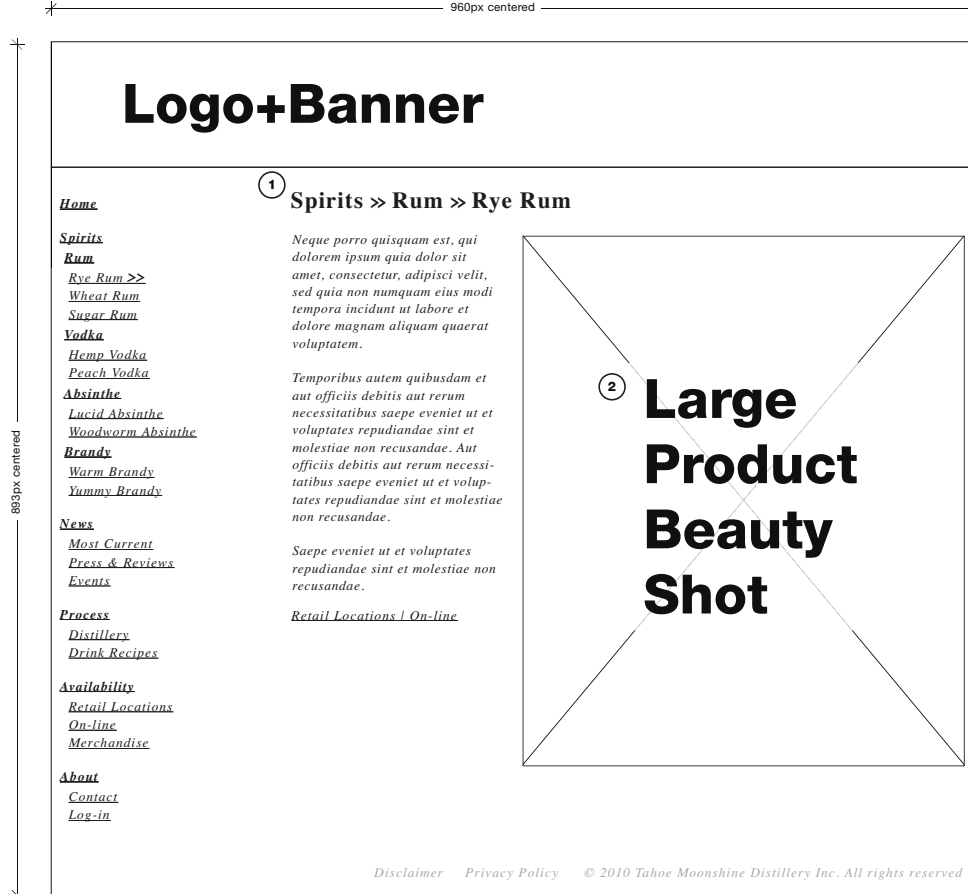 960px centered
893px centered
Logo+Banner
1
Spirits >> Rum >> Rye Rum
Home
Spirits
Rum
Rye Rum >>
Wheat Rum
Sugar Rum
Vodka
Hemp Vodka
Peach Vodka
Absinthe
Lucid Absinthe
Woodworm Absinthe
Brandy
Warm Brandy
Yummy Brandy
News
Most Current
Press & Reviews
Events
Process
Distillery
Drink Recipes
Availability
Retail Locations
On-line
Merchandise
About
Contact
Log-in
Neque porro quisquam est, qui
dolorem ipsum quia dolor sit
amet, consectetur, adipisci velit,
sed quia non numquam eius modi
tempora incidunt ut labore et
dolore magnam aliquam quaerat
voluptatem.
Temporibus autem quibusdam et
aut officiis debitis aut rerum
necessitatibus saepe eveniet ut et
voluptates repudiandae sint et
molestiae non recusandae. Aut
officiis debitis aut rerum necessi-
tatibus saepe eveniet ut et volup-
tates repudiandae sint et molestiae
non recusandae.
Saepe eveniet ut et voluptates
repudiandae sint et molestiae non
recusandae.
Retail Locations | On-line
2
Large
Product
Beauty
Shot
Disclaimer Privacy Policy © 2010 Tahoe Moonshine Distillery Inc. All rights reserved